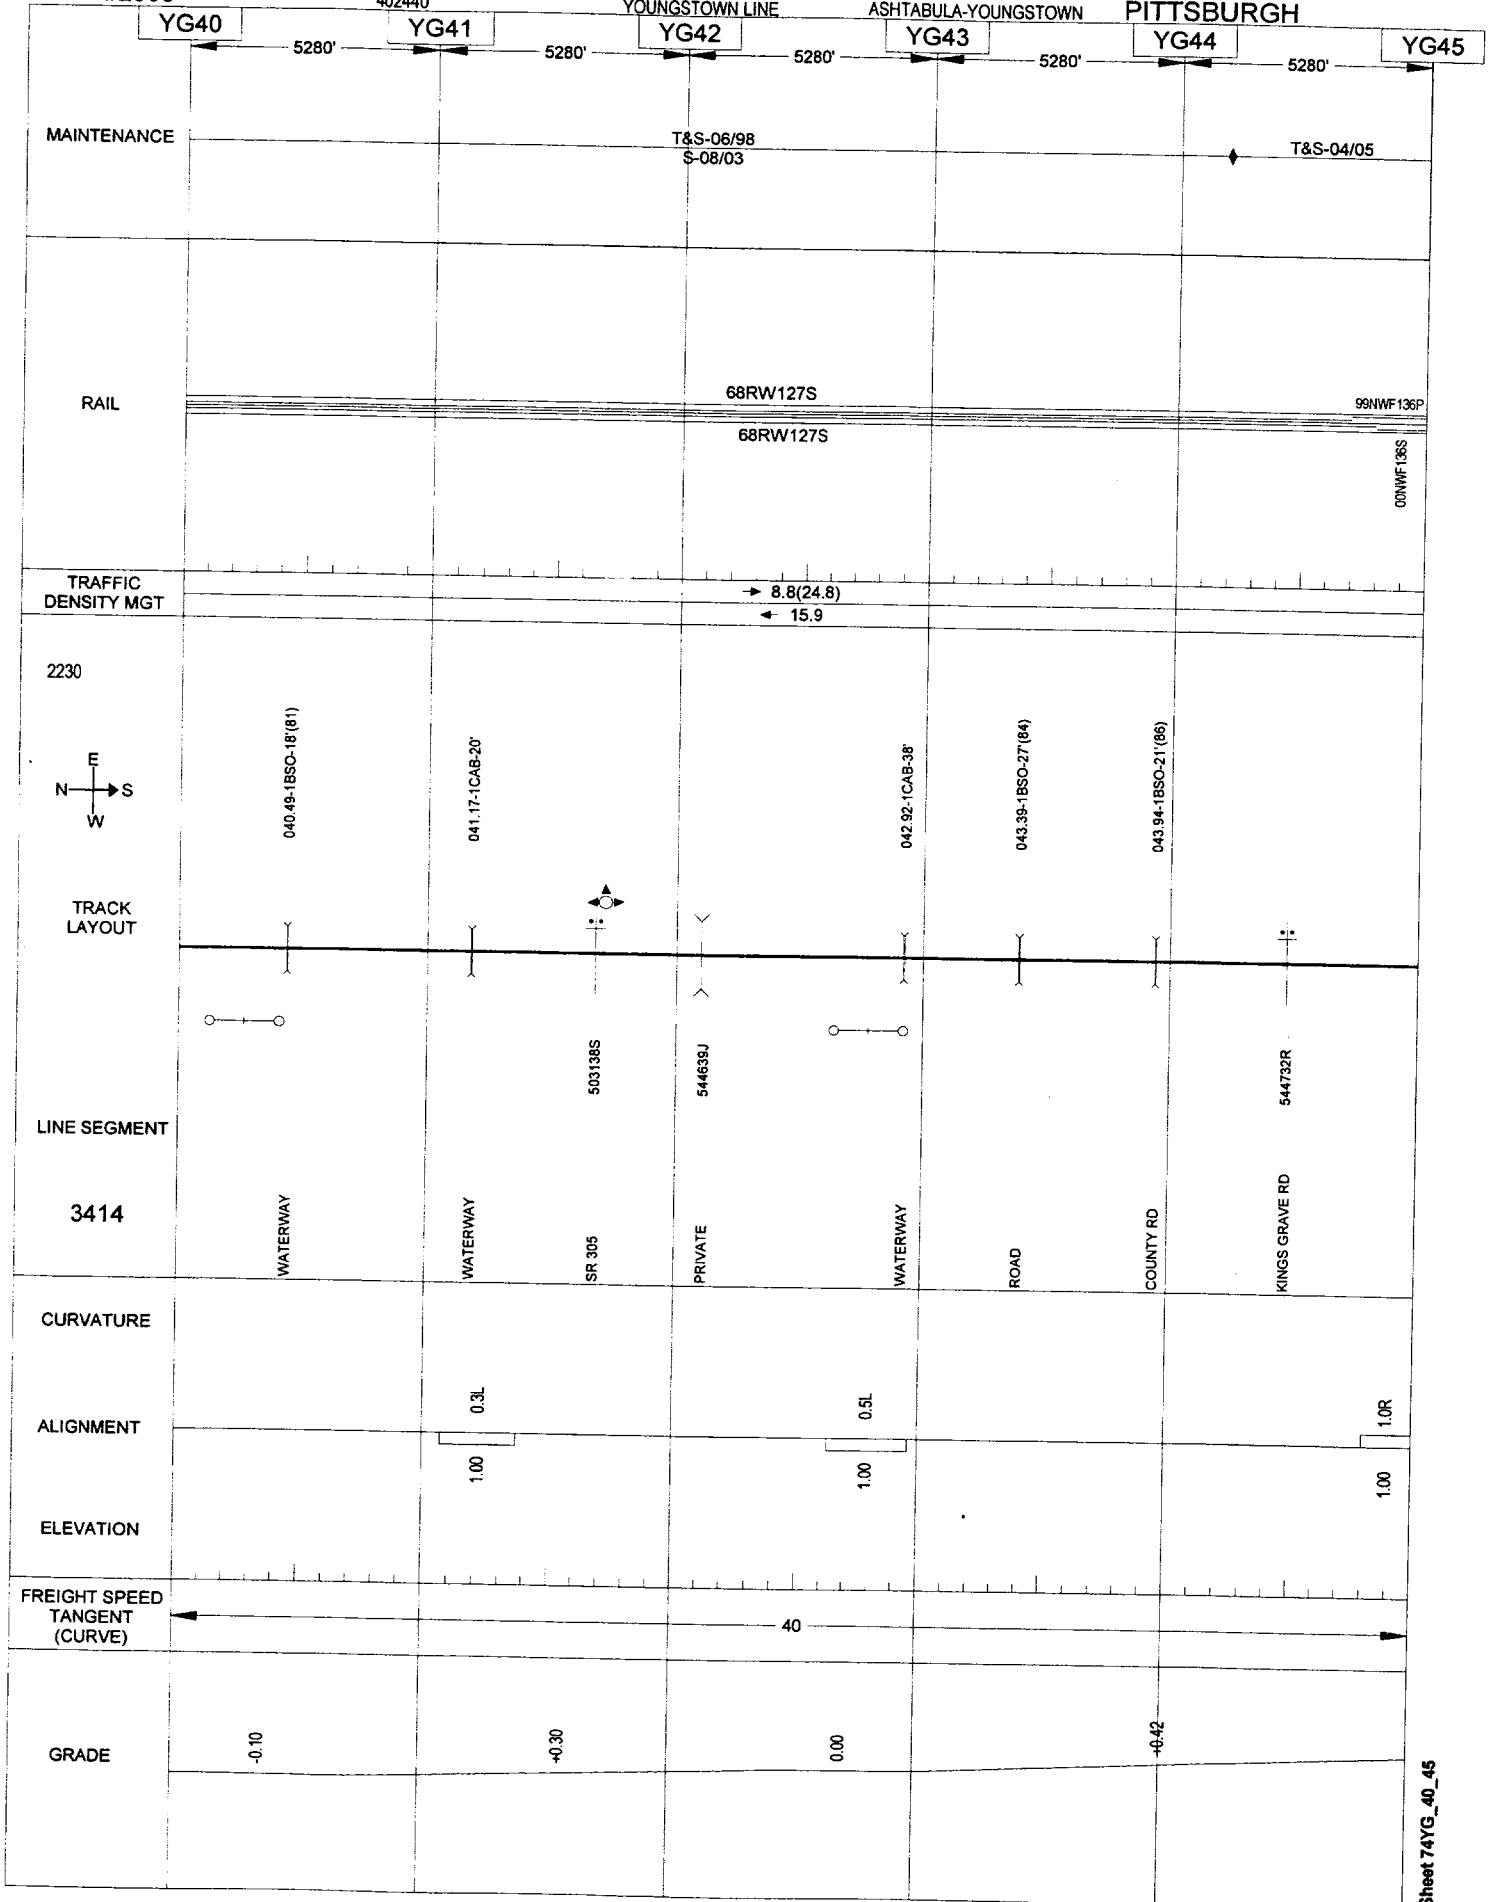 402440 YOUNGSTOWN LINE ASHTABULA-YOUNGSTOWN PITTSBURGH
YG40 YG41 YG42 YG43 YG44 YG45
5280' 5280' 5280' 5280' 5280'
MAINTENANCE
T&S-06/98
S-08/03
T&S-04/05
RAIL
68RW127S
68RW127S
99NWF136P
00NWF136S
TRAFFIC
DENSITY MGT
8.8(24.8)
15.9
2230
E
N S
W
040.49-1BSO-18'(81)
041.17-1CAB-20'
042.92-1CAB-38'
043.39-1BSO-27'(84)
043.94-1BSO-21'(86)
TRACK
LAYOUT
503138S
544639J
544732R
LINE SEGMENT
3414
WATERWAY
WATERWAY
SR 305
PRIVATE
WATERWAY
ROAD
COUNTY RD
KINGS GRAVE RD
CURVATURE
ALIGNMENT
0.3L
0.5L
1.0R
1.00
1.00
1.00
ELEVATION
FREIGHT SPEED
TANGENT
(CURVE)
40
GRADE
-0.10
+0.30
0.00
+0.42
Sheet 74YG_40_45